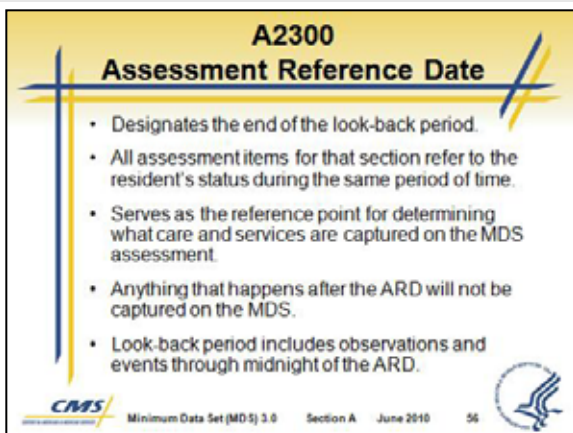 A2300
Assessment Reference Date
• Designates the end of the look-back period.
• All assessment items for that section refer to the
resident's status during the same period of time.
• Serves as the reference point for determining
what care and services are captured on the MDS
assessment.
• Anything that happens after the ARD will not be
captured on the MDS.
• Look-back period includes observations and
events through midnight of the ARD.
CMS
Minimum Data Set (MDS) 3.0 Section A June 2010 56